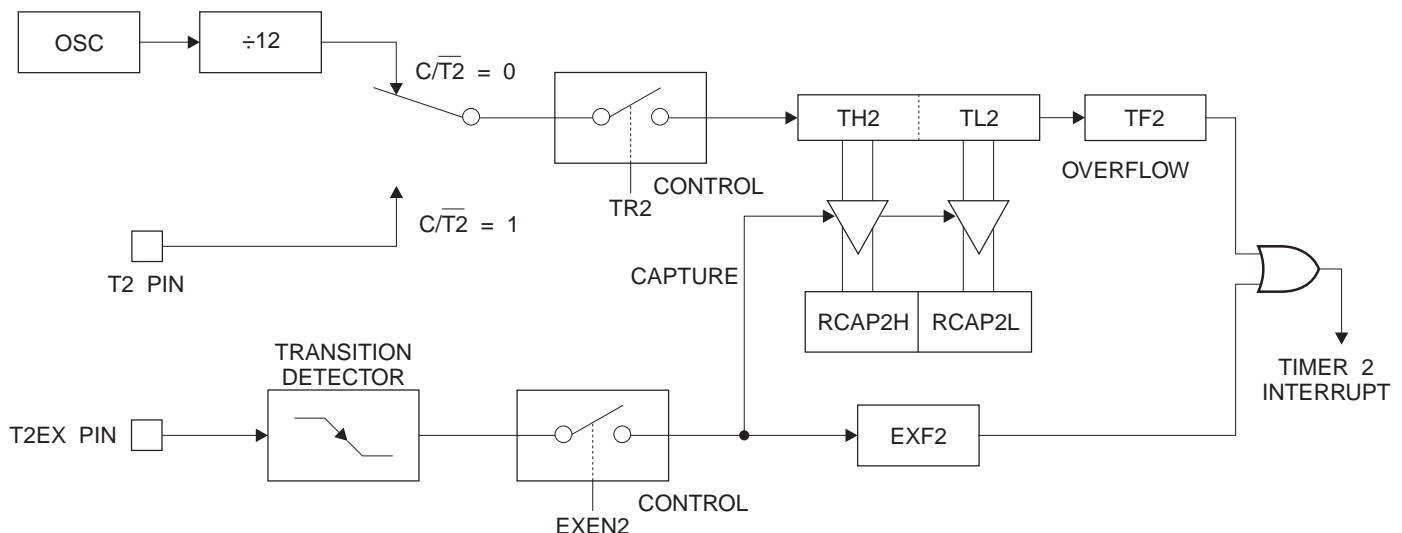 OSC
÷12
C/T2̅ = 0
TH2
TL2
TF2
OVERFLOW
CONTROL
TR2
C/T2̅ = 1
T2 PIN
CAPTURE
RCAP2H
RCAP2L
TRANSITION
DETECTOR
TIMER 2
INTERRUPT
T2EX PIN
EXF2
CONTROL
EXEN2